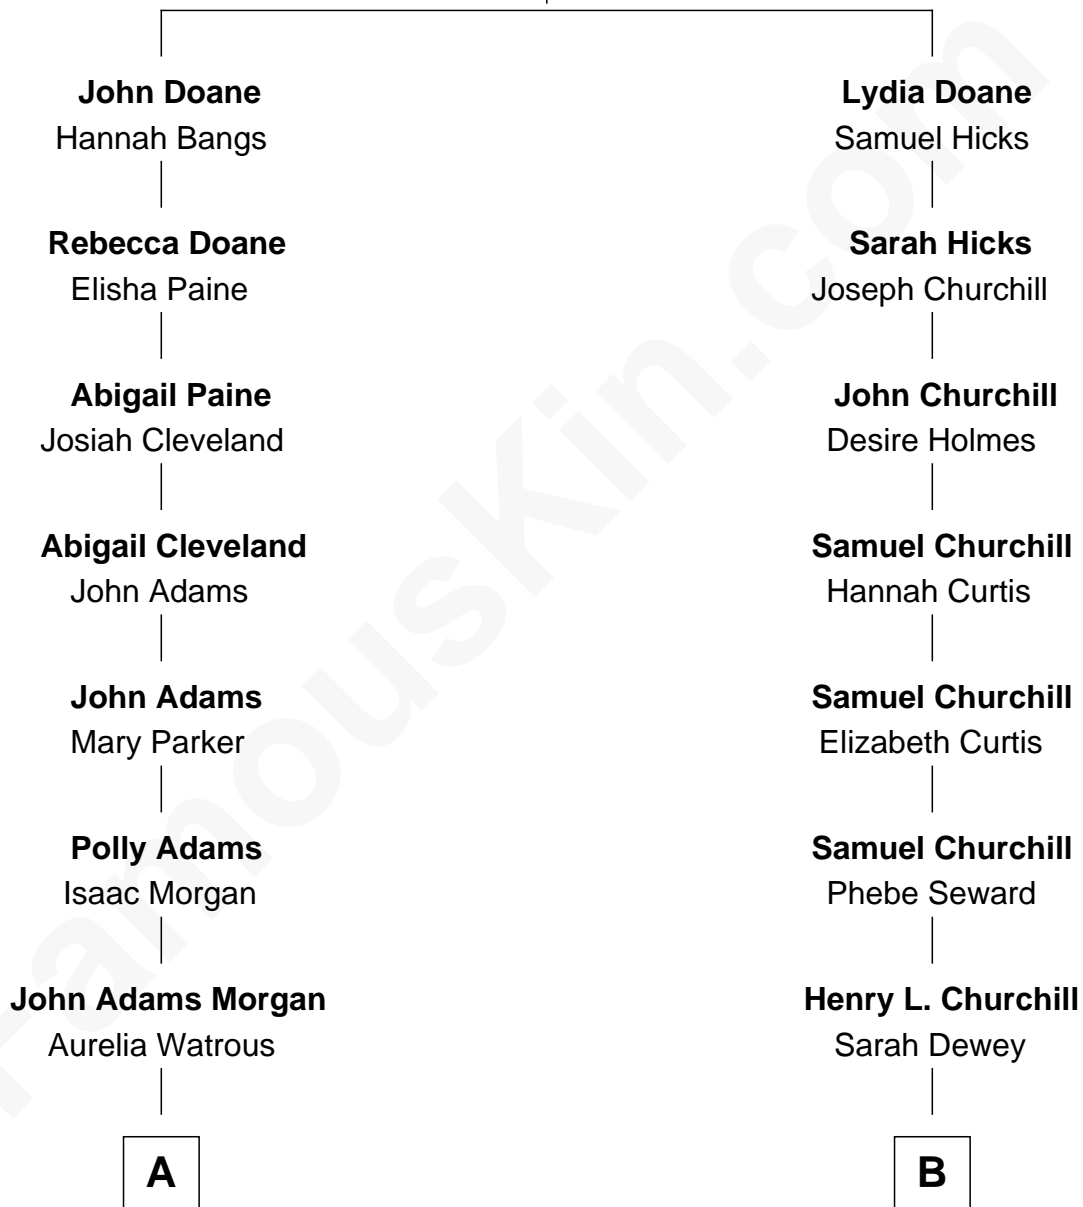 John Doane
Hannah Bangs
Lydia Doane
Samuel Hicks
Rebecca Doane
Elisha Paine
Sarah Hicks
Joseph Churchill
Abigail Paine
Josiah Cleveland
John Churchill
Desire Holmes
Abigail Cleveland
John Adams
Samuel Churchill
Hannah Curtis
John Adams
Mary Parker
Samuel Churchill
Elizabeth Curtis
Polly Adams
Isaac Morgan
Samuel Churchill
Phebe Seward
John Adams Morgan
Aurelia Watrous
Henry L. Churchill
Sarah Dewey
A
B
FamousKin.com